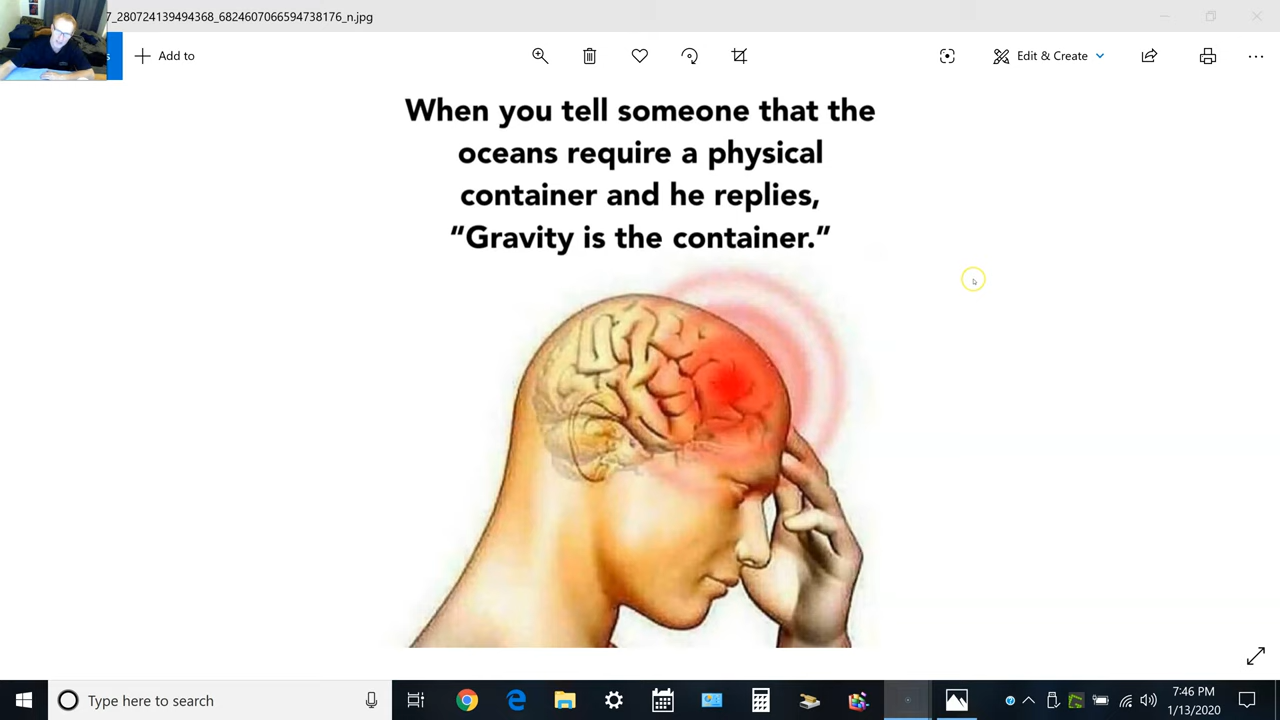 7_280724139494368_6824607066594738176_n.jpg
s
Add to
Edit & Create
When you tell someone that the
oceans require a physical
container and he replies,
“Gravity is the container.”
Type here to search
7:46 PM
1/13/2020